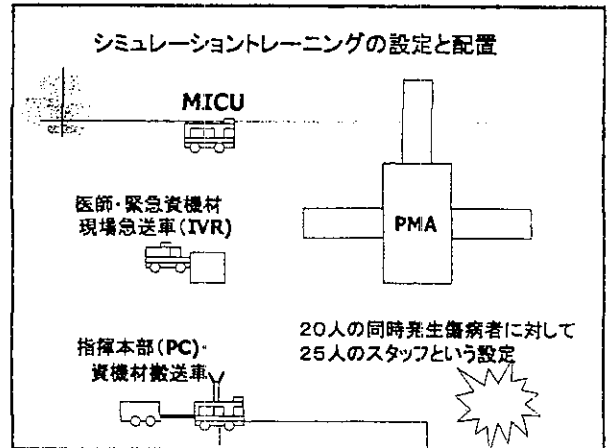 シミュレーショントレーニングの設定と配置
MICU
医師・緊急資機材
現場急送車(IVR)
PMA
指揮本部(PC)・
資機材搬送車
20人の同時発生傷病者に対して
25人のスタッフという設定